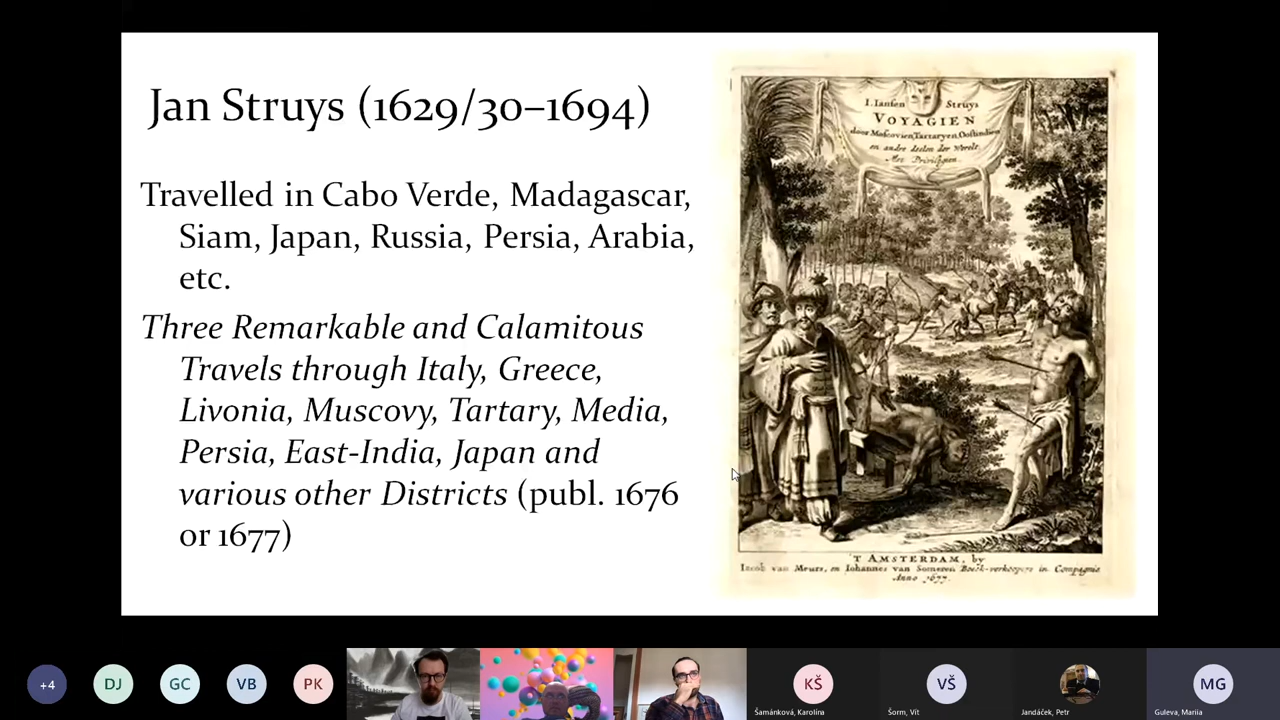 Jan Struys (1629/30–1694)
Travelled in Cabo Verde, Madagascar,
Siam, Japan, Russia, Persia, Arabia,
etc.
Three Remarkable and Calamitous
Travels through Italy, Greece,
Livonia, Muscovy, Tartary, Media,
Persia, East-India, Japan and
various other Districts (publ. 1676
or 1677)
I. Iansen Struys
VOYAGIEN
door Moscovien, Tartaryen, Oostindien
en andre deelen der Werelt.
Met Privilegien.
'T AMSTERDAM, by
Iacob van Meurs, en Iohannes van Someren Boeck-verkoopers in Compagnie
Anno 1677.
+4
DJ
GC
VB
PK
KŠ
VŠ
MG
Šamánková, Karolína
Šorm, Vít
Jandáček, Petr
Guleva, Mariia